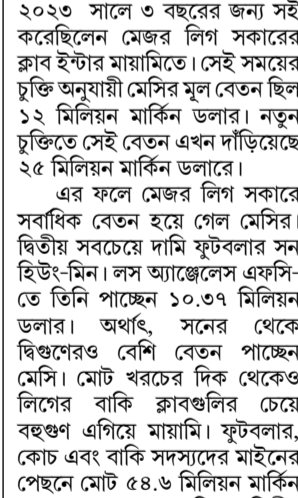 ২০২৩ সালে ৩ বছরের জন্য সই
করেছিলেন মেজর লিগ সকারের
ক্লাব ইন্টার মায়ামিতে। সেই সময়ের
চুক্তি অনুযায়ী মেসির মূল বেতন ছিল
১২ মিলিয়ন মার্কিন ডলার। নতুন
চুক্তিতে সেই বেতন এখন দাঁড়িয়েছে
২৫ মিলিয়ন মার্কিন ডলারে।
এর ফলে মেজর লিগ সকারে
সর্বাধিক বেতন হয়ে গেল মেসির।
দ্বিতীয় সবচেয়ে দামি ফুটবলার সন
হিউং-মিন। লস অ্যাঞ্জেলেস এফসি-
তে তিনি পাচ্ছেন ১০.৩৭ মিলিয়ন
ডলার। অর্থাৎ, সনের থেকে
দ্বিগুণেরও বেশি বেতন পাচ্ছেন
মেসি। মোট খরচের দিক থেকেও
লিগের বাকি ক্লাবগুলির চেয়ে
বহুগুণ এগিয়ে মায়ামি। ফুটবলার,
কোচ এবং বাকি সদস্যদের মাইনের
পেছনে মোট ৫৪.৬ মিলিয়ন মার্কিন